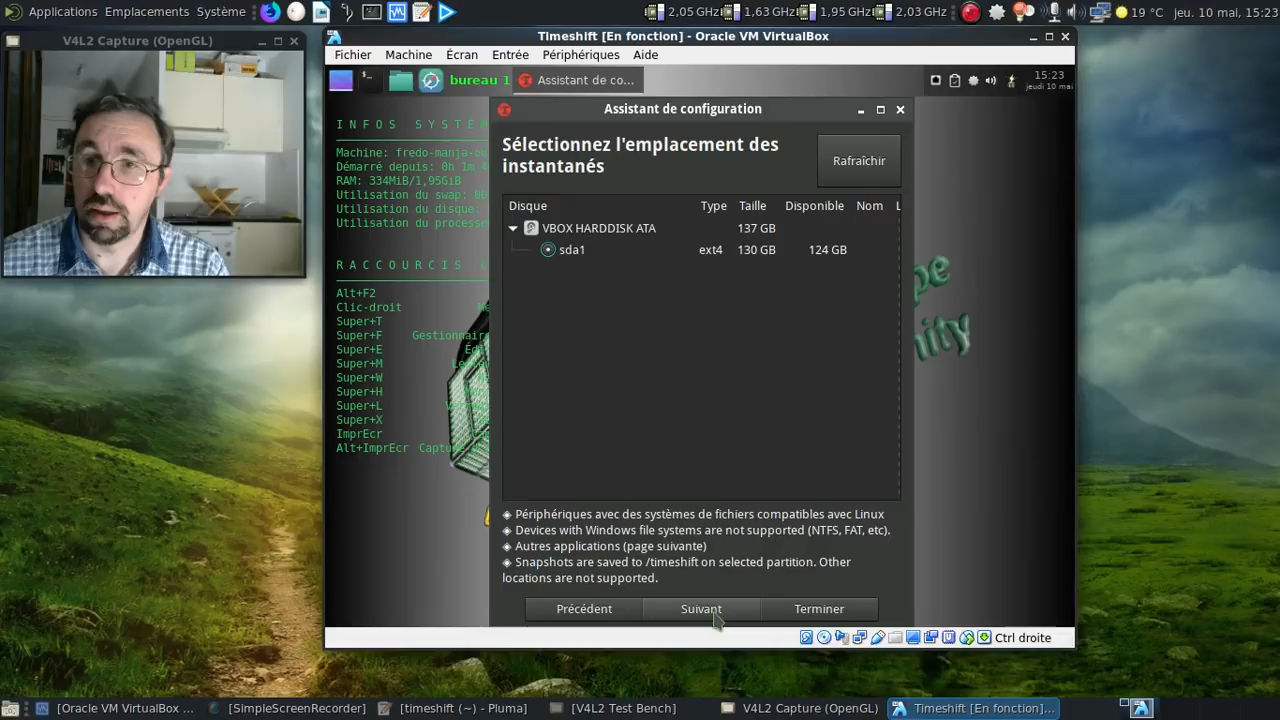 Applications Emplacements Système 2,05 GHz 1,63 GHz 1,95 GHz 2,03 GHz 19 °C jeu. 10 mai, 15:23
V4L2 Capture (OpenGL)
Timeshift [En fonction] - Oracle VM VirtualBox
Fichier Machine Écran Entrée Périphériques Aide
bureau 1 Assistant de co... 15:23
jeudi 10 mai
Assistant de configuration
INFOS SYSTÈM
Machine: fredo-manja-o
Démarré depuis: 0h 1m 4
RAM: 334MiB/1,95GiB
Utilisation du swap:
Utilisation du disque:
Utilisation du process
RACCOURCIS
Alt+F2
Clic-droit
Super+T
Super+F Gestionnair
Super+E
Super+M
Super+W
Super+H
Super+L
Super+X
ImprEcr
Alt+ImprEcr Captu
Sélectionnez l'emplacement des
instantanés
Rafraîchir
Disque Type Taille Disponible Nom L
VBOX HARDDISK ATA 137 GB
sda1 ext4 130 GB 124 GB
◈ Périphériques avec des systèmes de fichiers compatibles avec Linux
◈ Devices with Windows file systems are not supported (NTFS, FAT, etc).
◈ Autres applications (page suivante)
◈ Snapshots are saved to /timeshift on selected partition. Other
locations are not supported.
Précédent Suivant Terminer
pe
nity
Ctrl droite
[Oracle VM VirtualBox ... [SimpleScreenRecorder] [timeshift (~) - Pluma] [V4L2 Test Bench] V4L2 Capture (OpenGL) Timeshift [En fonction]...